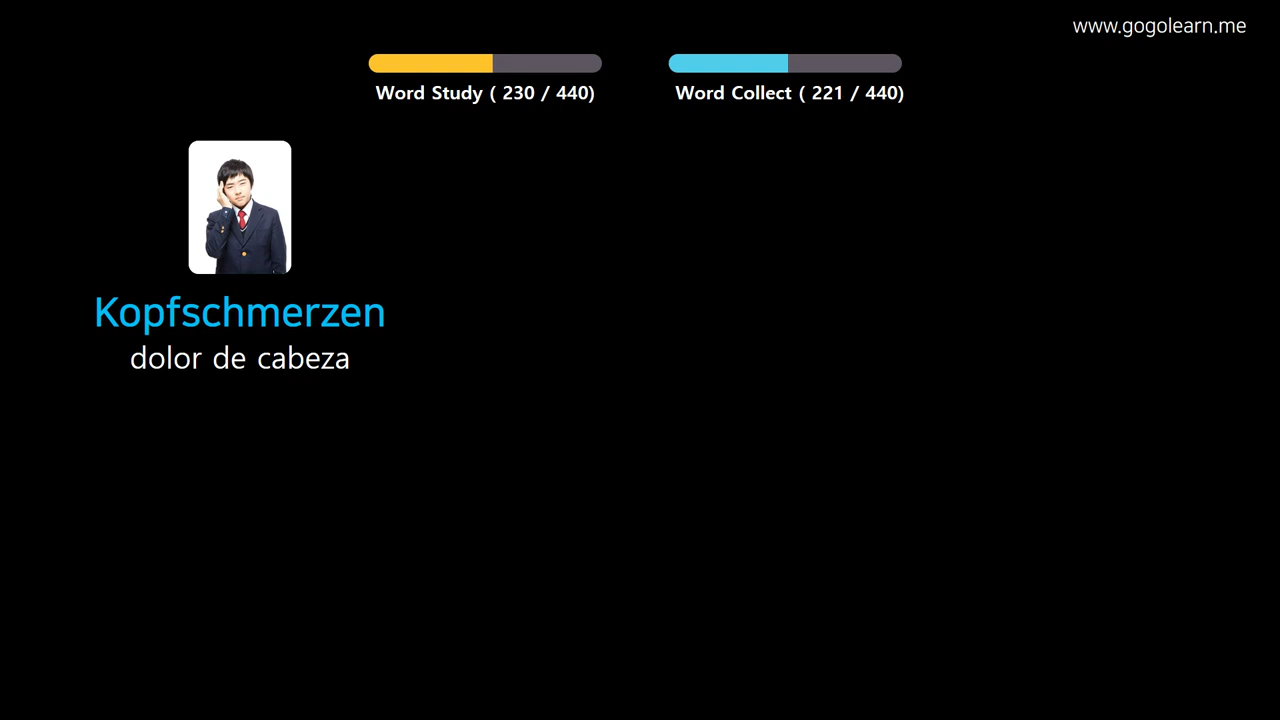 www.gogolearn.me
Word Study ( 230 / 440)
Word Collect ( 221 / 440)
Kopfschmerzen
dolor de cabeza